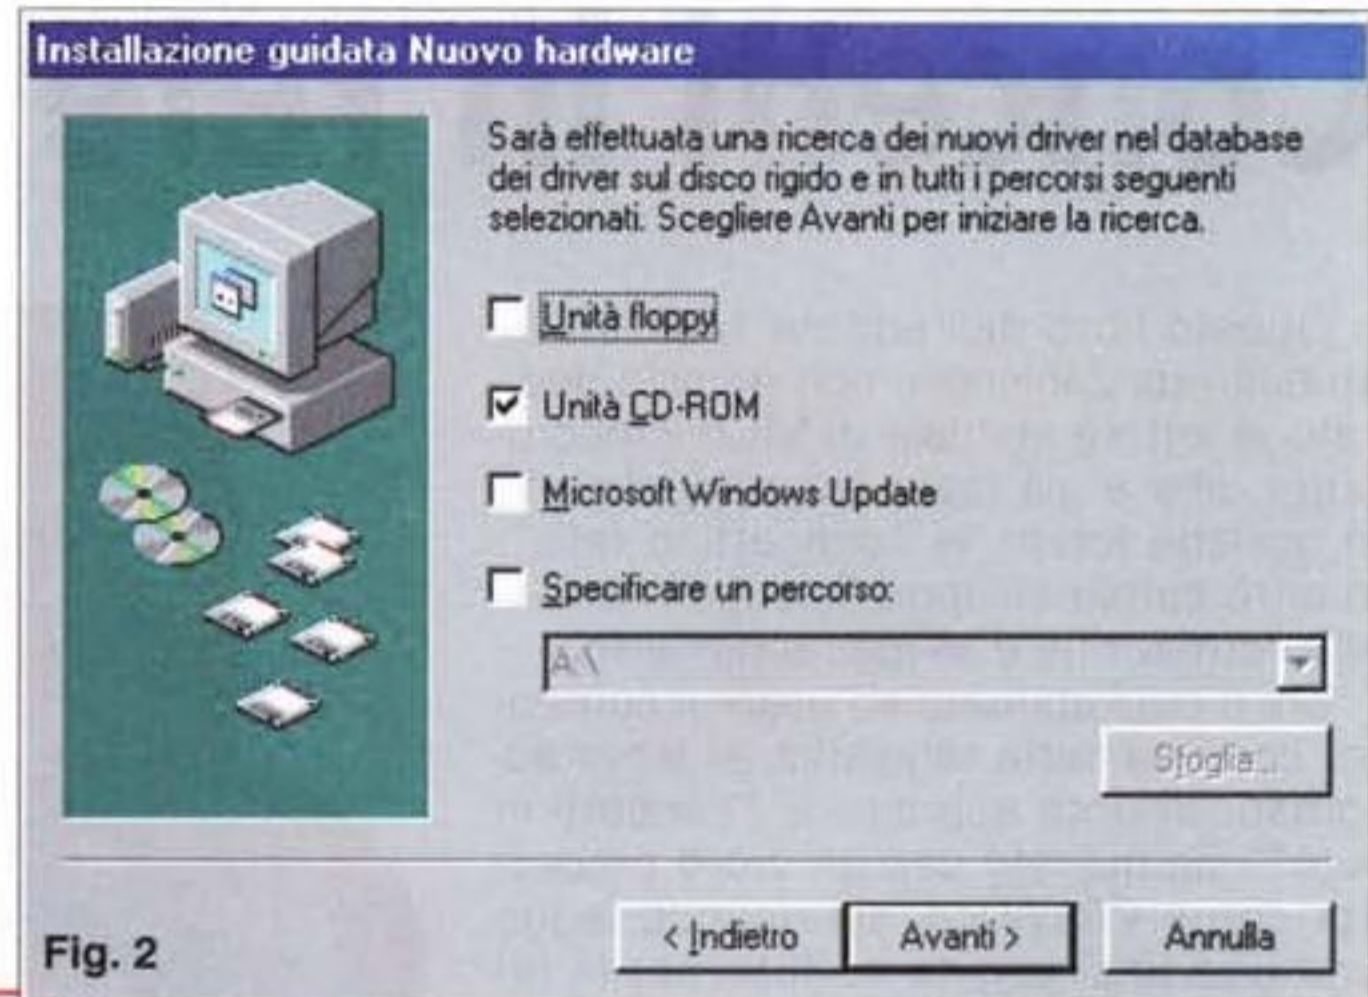 Installazione guidata Nuovo hardware
Sarà effettuata una ricerca dei nuovi driver nel database
dei driver sul disco rigido e in tutti i percorsi seguenti
selezionati. Scegliere Avanti per iniziare la ricerca.
Unità floppy
Unità CD-ROM
Microsoft Windows Update
Specificare un percorso:
A:\
Sfoglia...
< Indietro
Avanti >
Annulla
Fig. 2